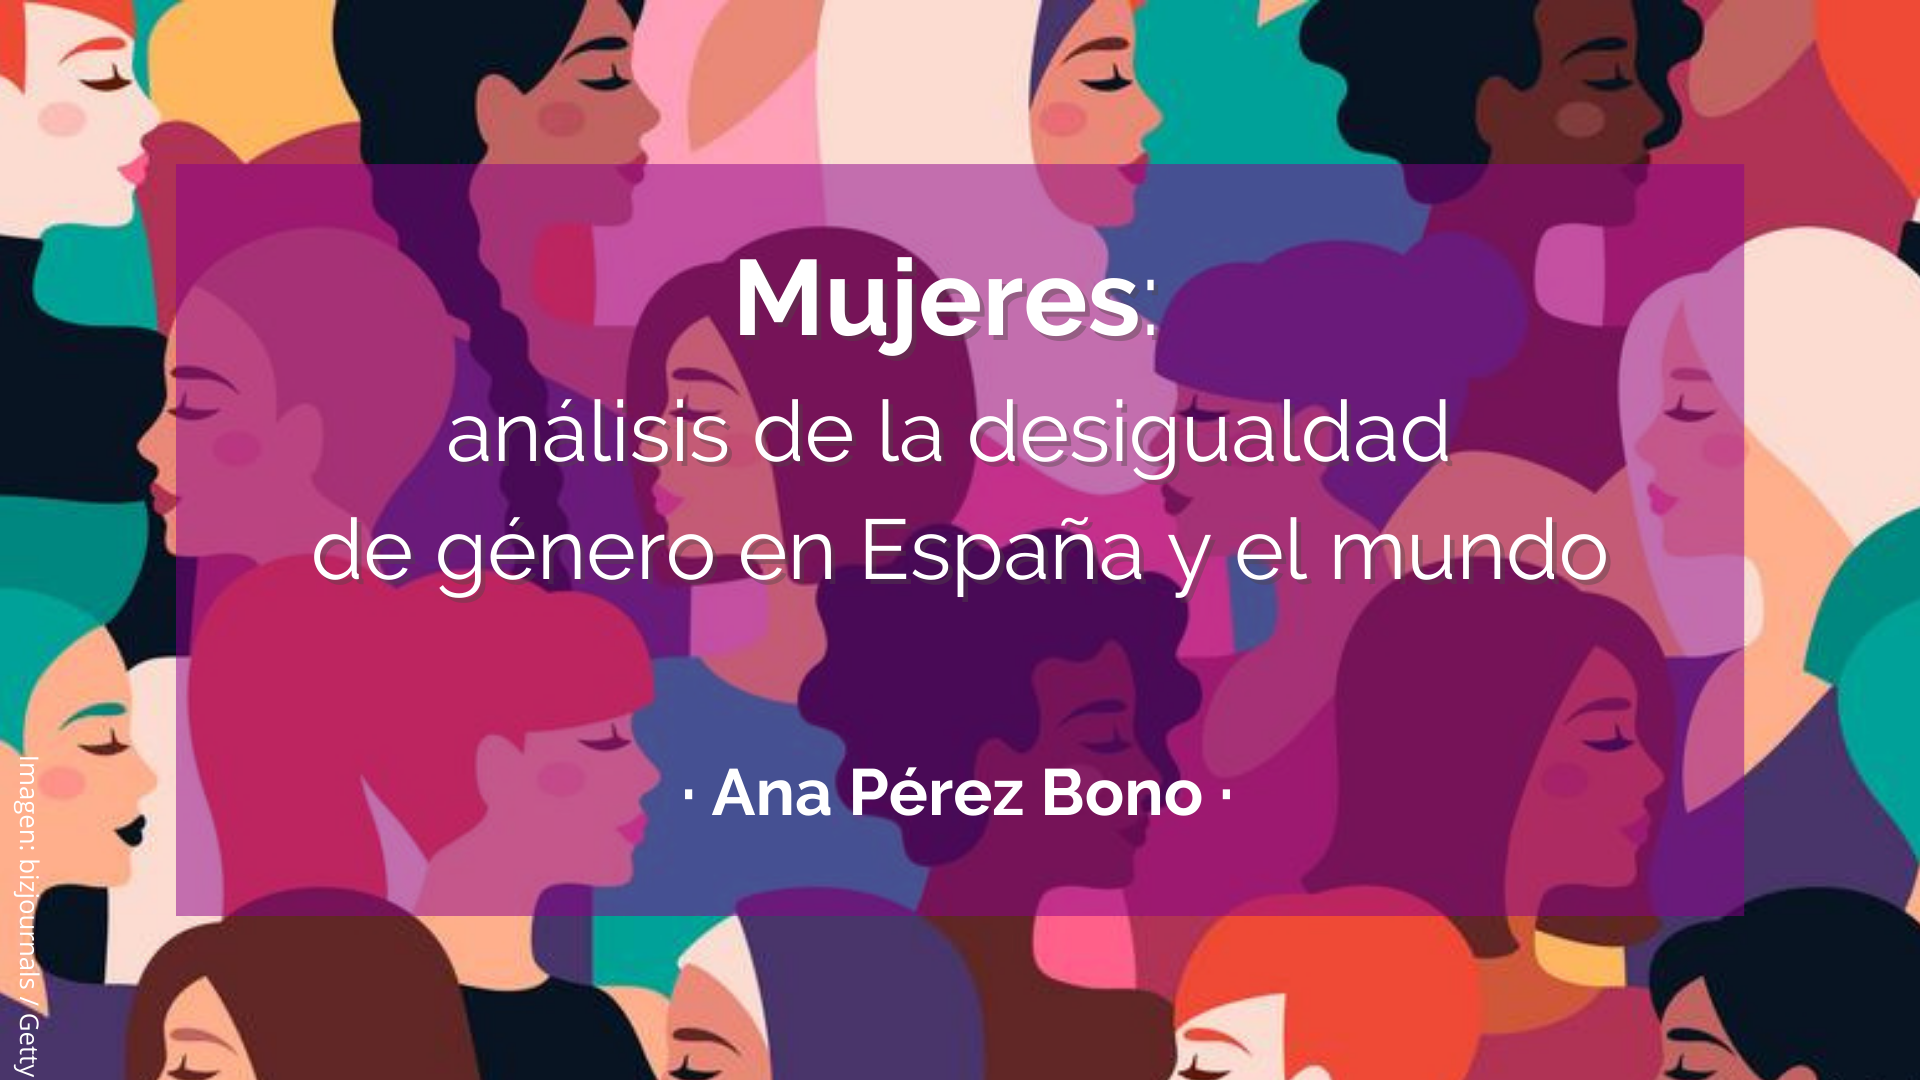 Mujeres:
análisis de la desigualdad
de género en España y el mundo
· Ana Pérez Bono ·
Imagen: bizjournals / Getty